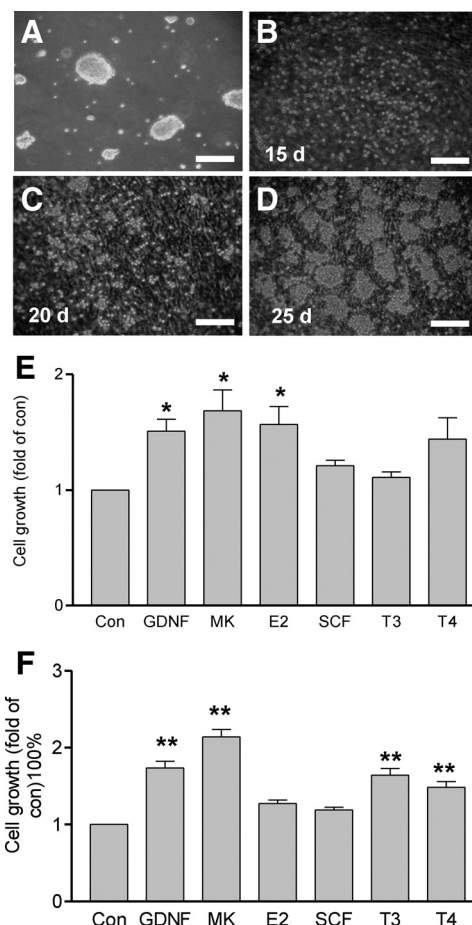 A
B
15 d
C
20 d
D
25 d
E
Cell growth (fold of con)
2
1
0
* * *
Con GDNF MK E2 SCF T3 T4
F
Cell growth (fold of
con)100%
3
2
1
0
** ** ** **
Con GDNF MK E2 SCF T3 T4